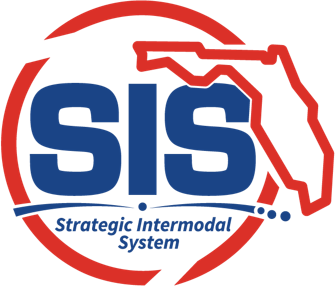 SIS
Strategic Intermodal
System